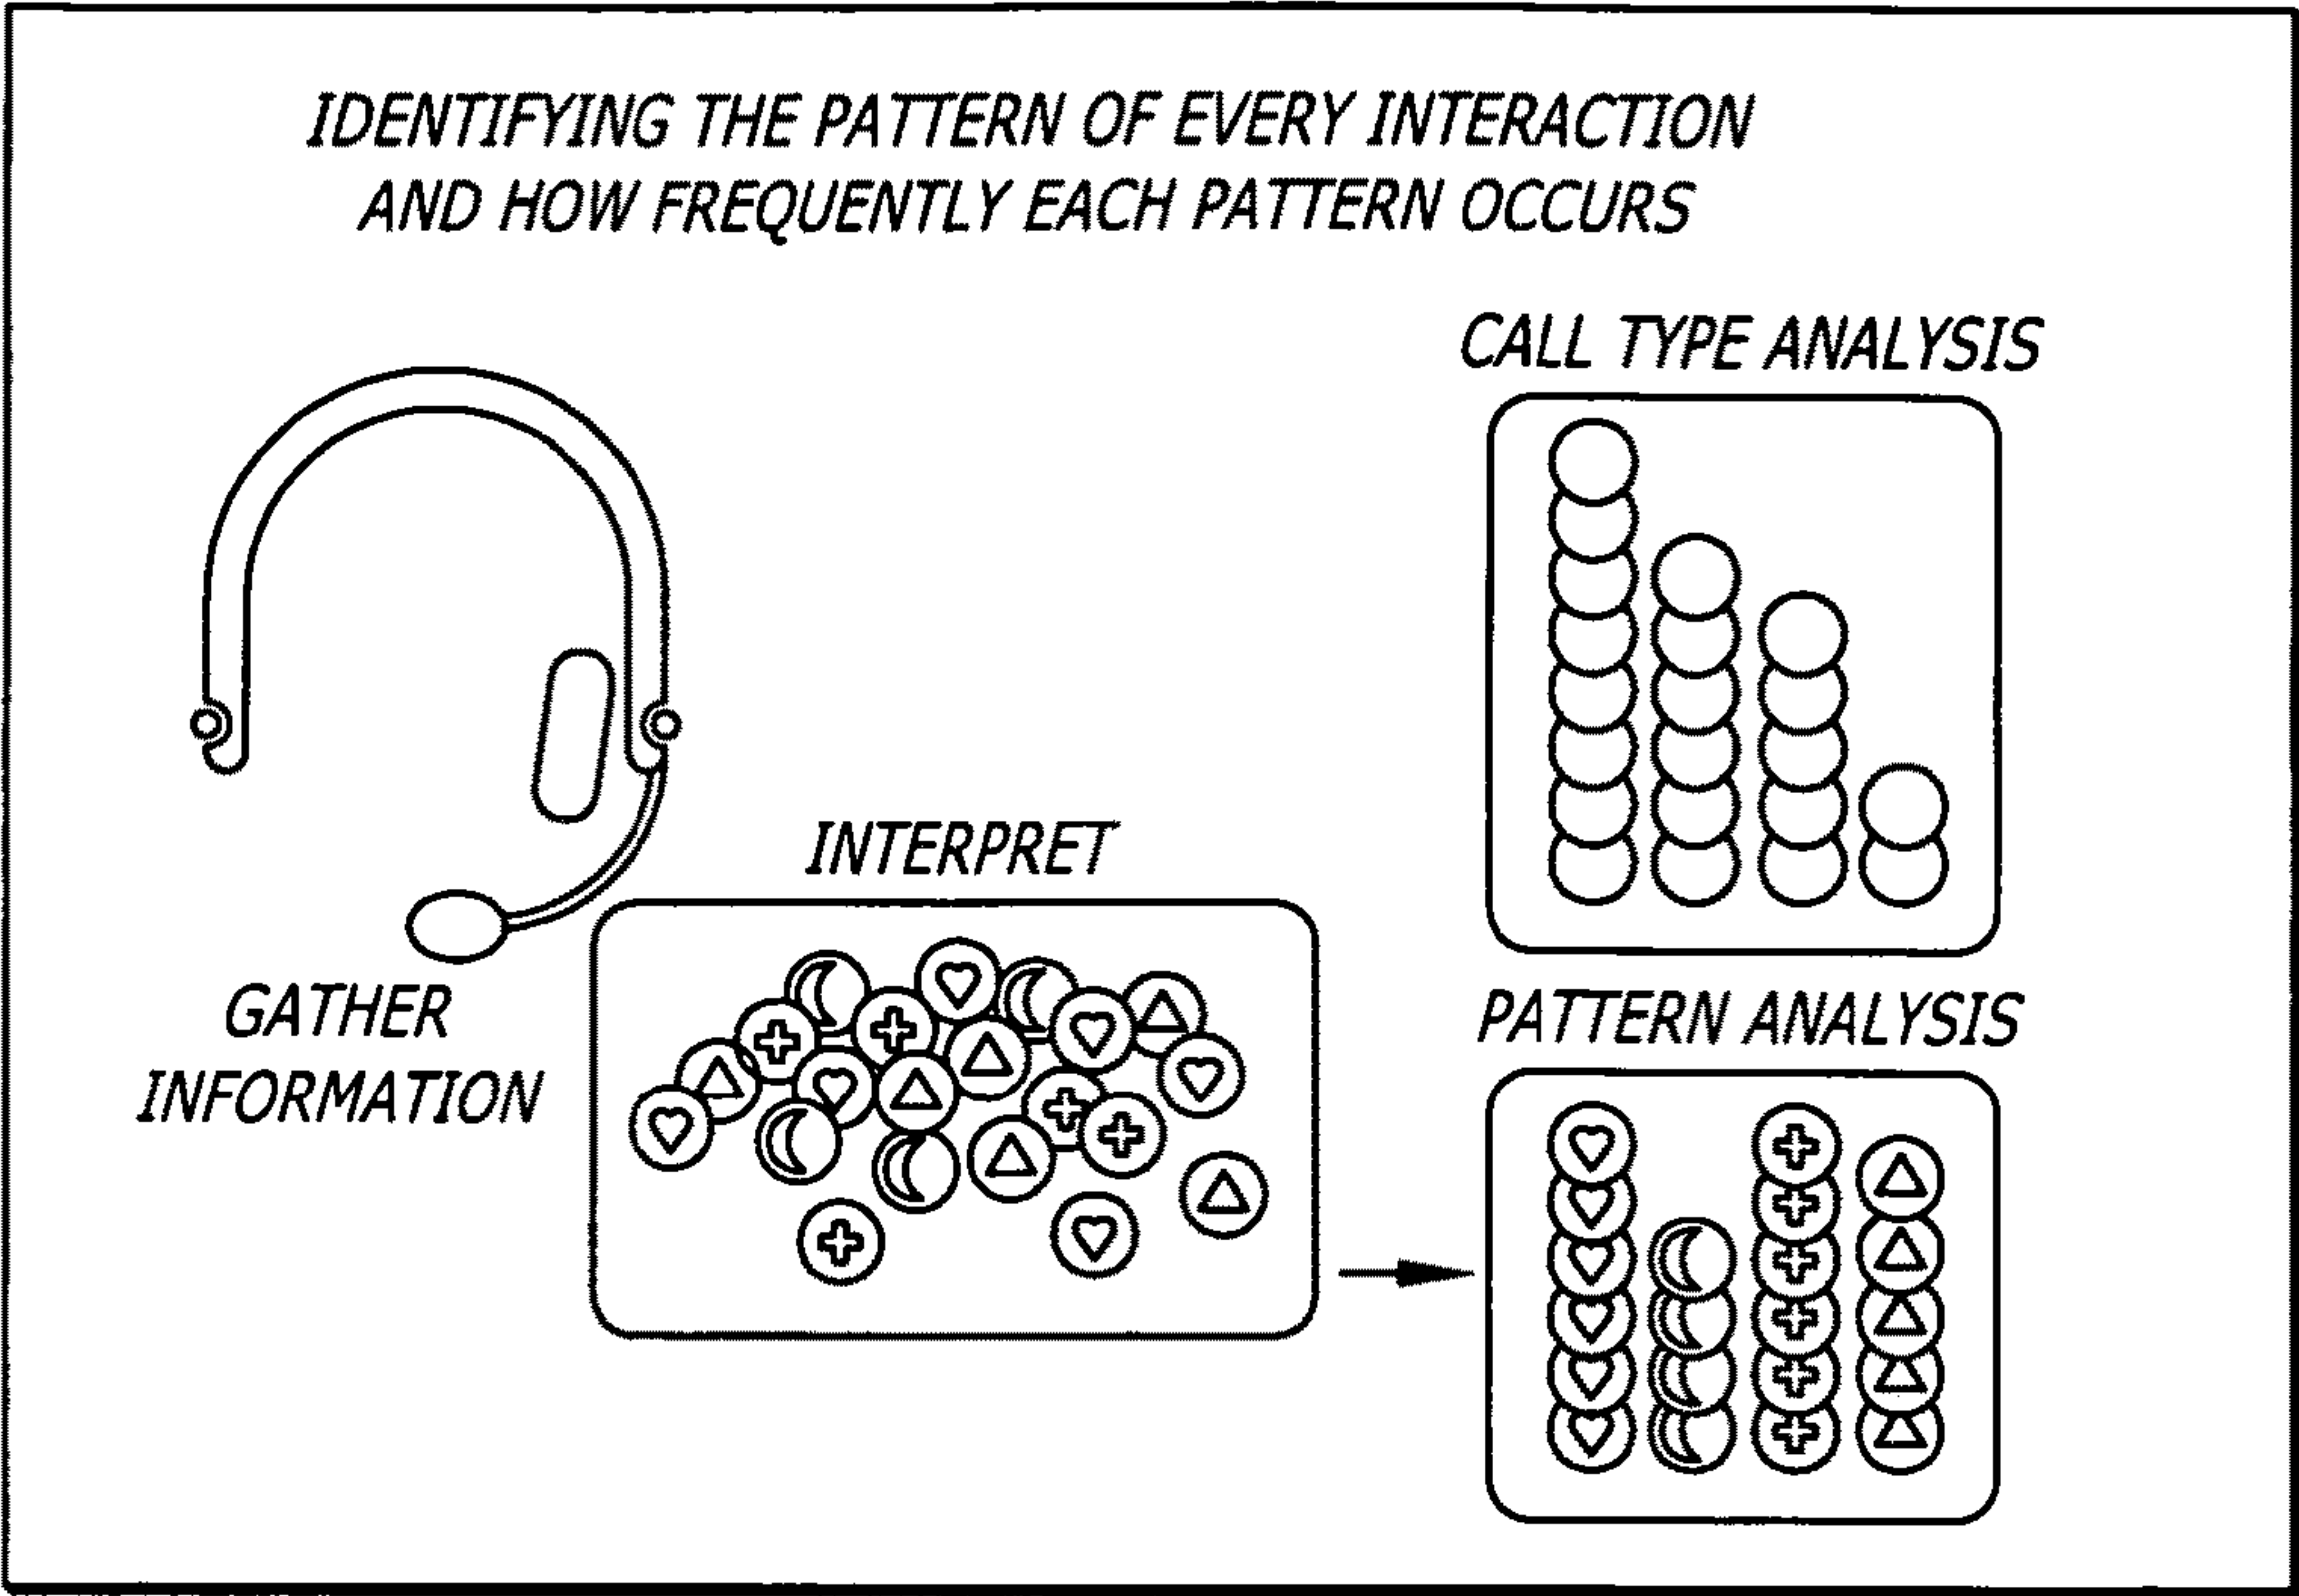 IDENTIFYING THE PATTERN OF EVERY INTERACTION
AND HOW FREQUENTLY EACH PATTERN OCCURS
CALL TYPE ANALYSIS
INTERPRET
GATHER
INFORMATION
PATTERN ANALYSIS